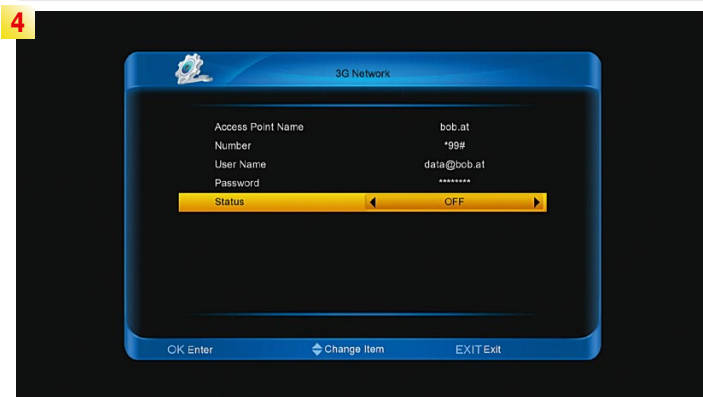 4
3G Network
Access Point Name bob.at
Number *99#
User Name data@bob.at
Password ********
Status OFF
OK Enter Change Item EXIT Exit